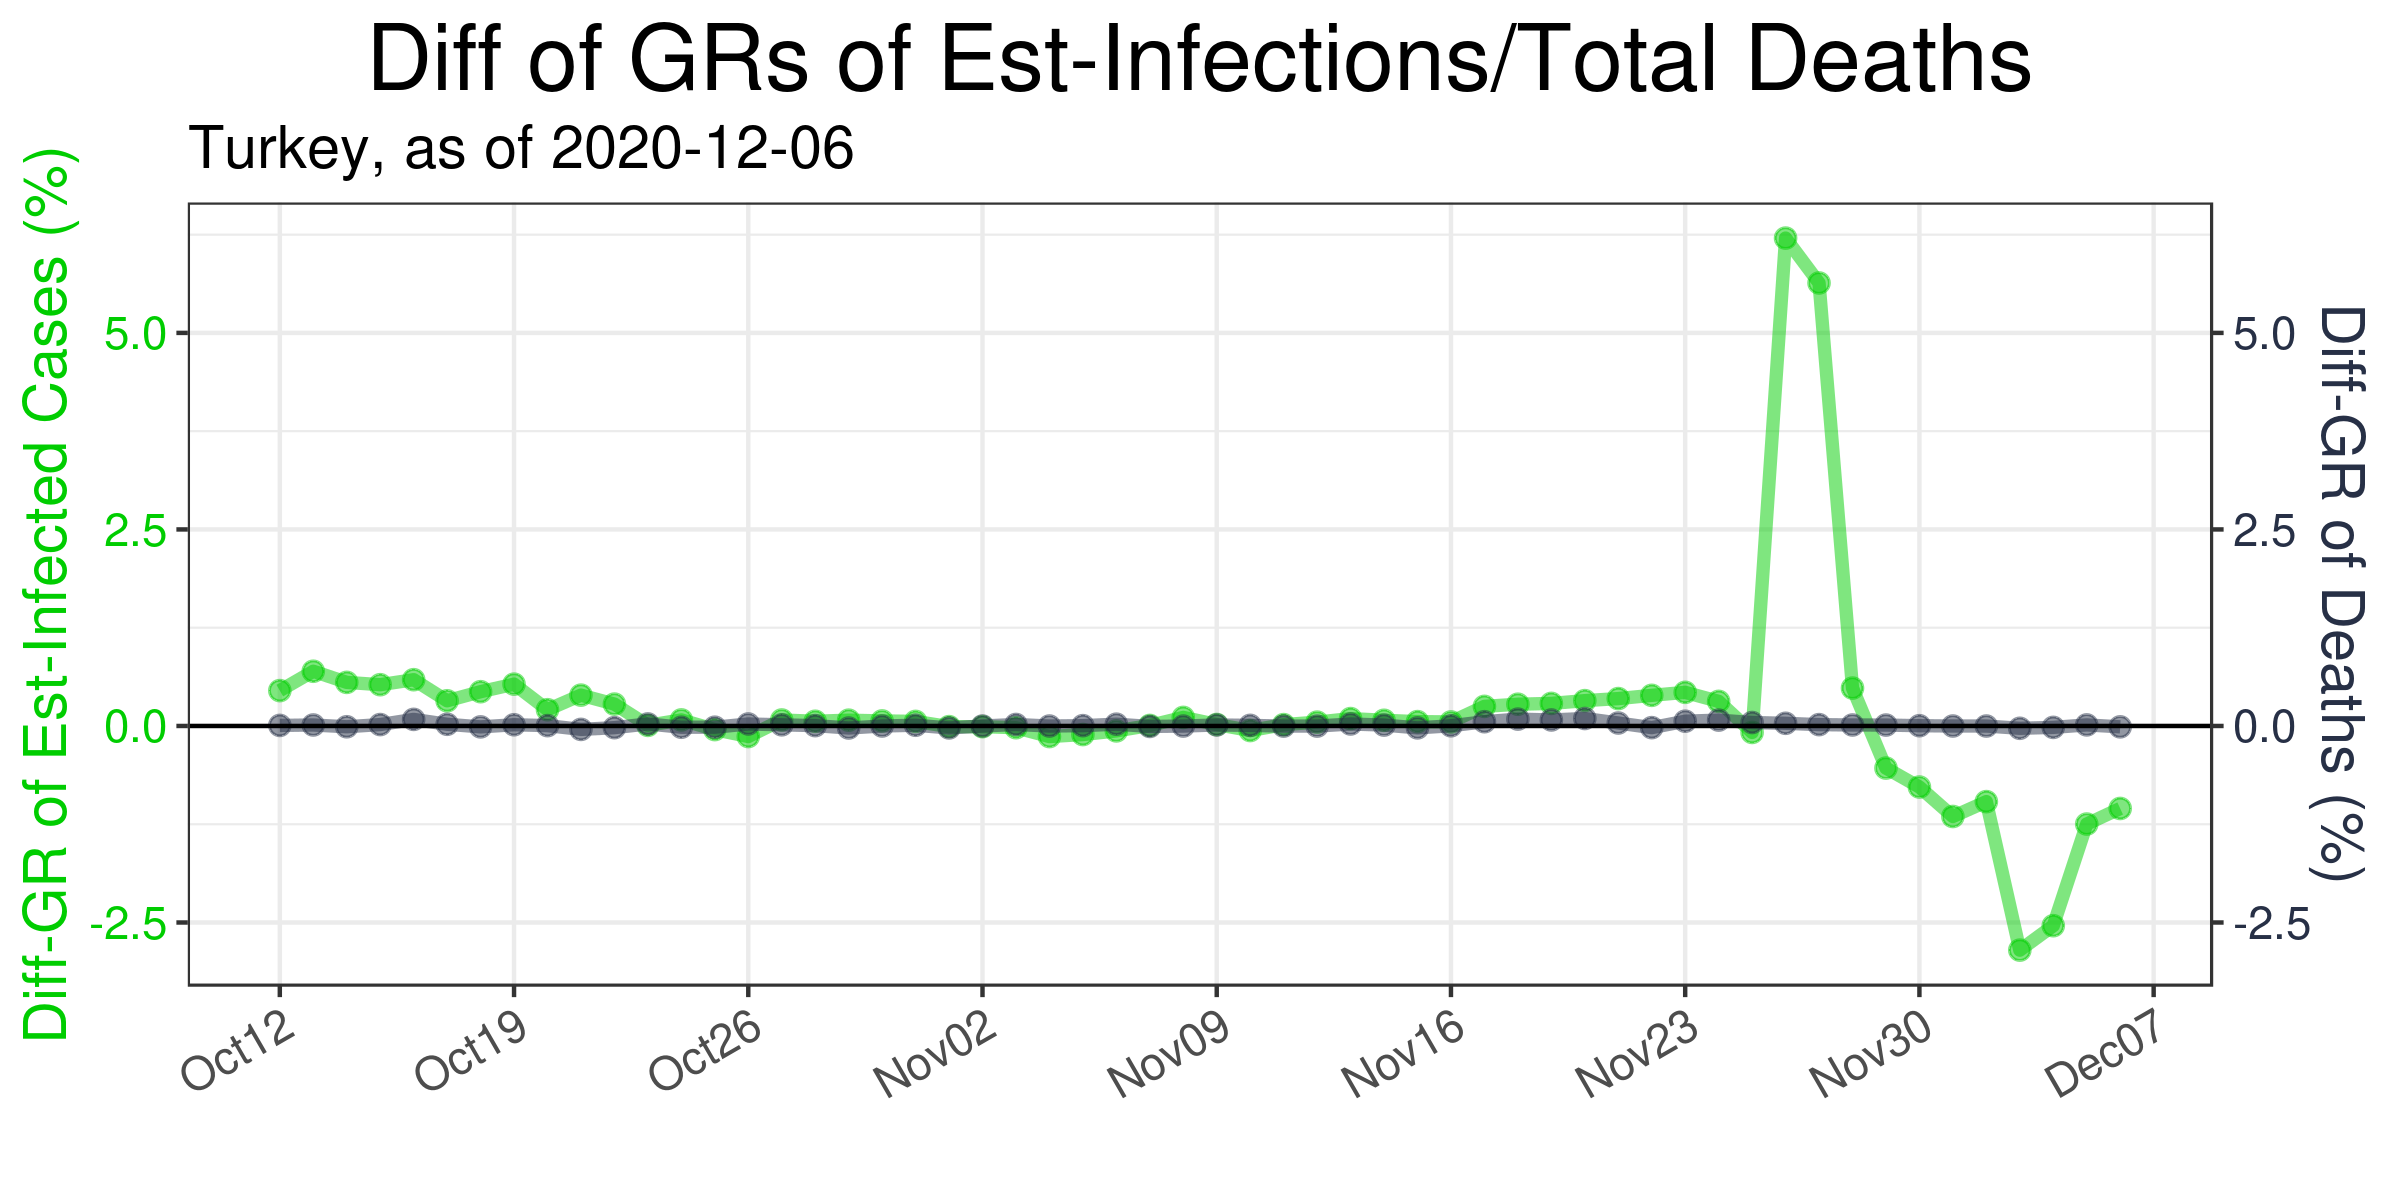 Diff of GRs of Est-Infections/Total Deaths
Turkey, as of 2020-12-06
Diff-GR of Est-Infected Cases (%)
5.0
2.5
0.0
-2.5
5.0
2.5
0.0
-2.5
Diff-GR of Deaths (%)
Oct12
Oct19
Oct26
Nov02
Nov09
Nov16
Nov23
Nov30
Dec07